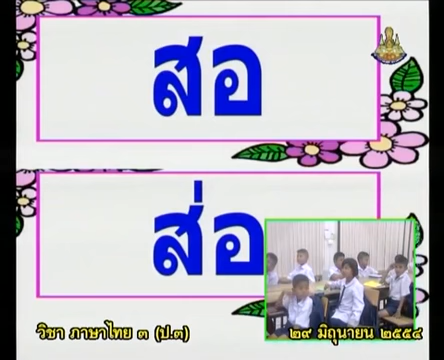 สอ
ส่อ
วิชา ภาษาไทย ๓ (ป.๓)
๒๙ มิถุนายน ๒๕๕๔